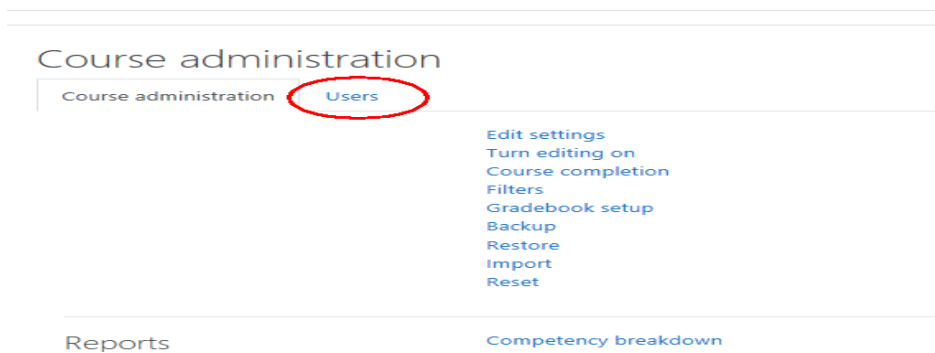 Course administration
Course administration Users
Edit settings
Turn editing on
Course completion
Filters
Gradebook setup
Backup
Restore
Import
Reset
Reports Competency breakdown